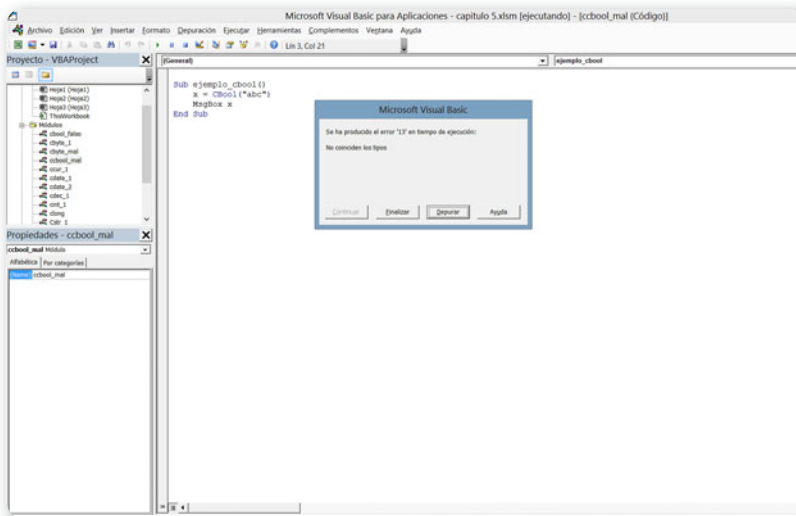 Microsoft Visual Basic para Aplicaciones - capitulo 5.xlsm [ejecutando] - [ccbool_mal (Código)]
Archivo Edición Ver Insertar Formato Depuración Ejecutar Herramientas Complementos Ventana Ayuda
Lín 3, Col 21
Proyecto - VBAProject
Hoja1 (Hoja1)
Hoja2 (Hoja2)
Hoja3 (Hoja3)
ThisWorkbook
Módulos
cbool_falso
cbyte_1
cbyte_mal
ccbool_mal
ccur_1
cdate_1
cdate_2
cdec_1
cint_1
clong
Cstr_1
Propiedades - ccbool_mal
ccbool_mal Módulo
Alfabética Por categorías
(Name) ccbool_mal
(General)
ejemplo_cbool
Sub ejemplo_cbool()
x = CBool("abc")
MsgBox x
End Sub
Microsoft Visual Basic
Se ha producido el error '13' en tiempo de ejecución:
No coinciden los tipos
Continuar Finalizar Depurar Ayuda